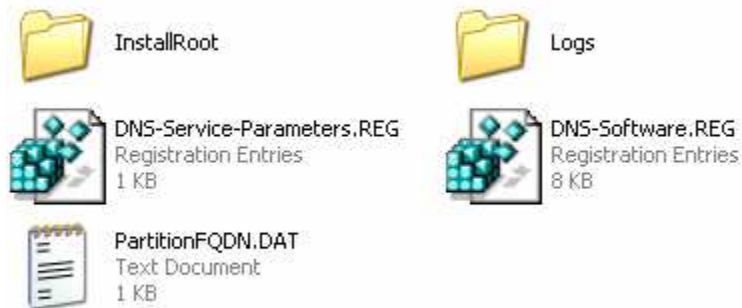 InstallRoot
Logs
DNS-Service-Parameters.REG
Registration Entries
1 KB
DNS-Software.REG
Registration Entries
8 KB
PartitionFQDN.DAT
Text Document
1 KB